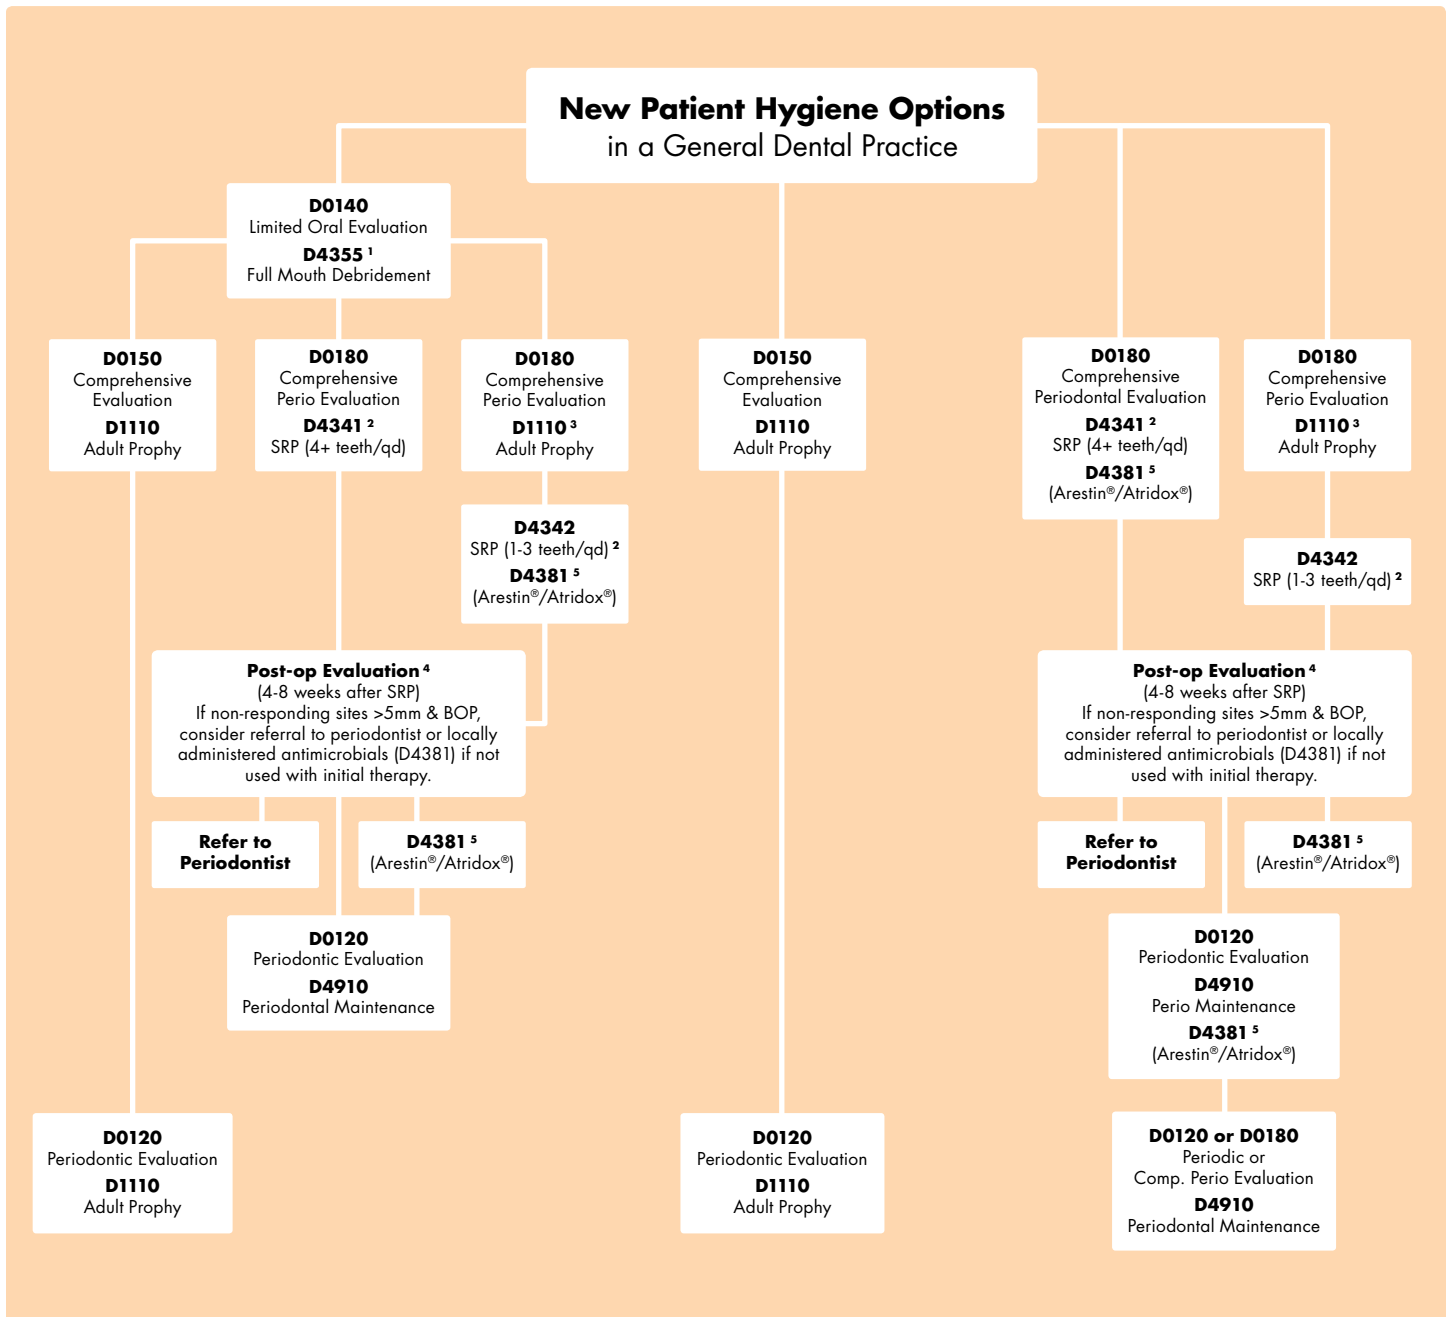 New Patient Hygiene Options
in a General Dental Practice
D0140
Limited Oral Evaluation
D4355 ¹
Full Mouth Debridement
D0150
Comprehensive
Evaluation
D1110
Adult Prophy
D0180
Comprehensive
Perio Evaluation
D4341 ²
SRP (4+ teeth/qd)
D0180
Comprehensive
Perio Evaluation
D1110 ³
Adult Prophy
D0150
Comprehensive
Evaluation
D1110
Adult Prophy
D0180
Comprehensive
Periodontal Evaluation
D4341 ²
SRP (4+ teeth/qd)
D4381 ⁵
(Arestin®/Atridox®)
D0180
Comprehensive
Perio Evaluation
D1110 ³
Adult Prophy
D4342
SRP (1-3 teeth/qd) ²
D4381 ⁵
(Arestin®/Atridox®)
D4342
SRP (1-3 teeth/qd) ²
Post-op Evaluation ⁴
(4-8 weeks after SRP)
If non-responding sites >5mm & BOP,
consider referral to periodontist or locally
administered antimicrobials (D4381) if not
used with initial therapy.
Post-op Evaluation ⁴
(4-8 weeks after SRP)
If non-responding sites >5mm & BOP,
consider referral to periodontist or locally
administered antimicrobials (D4381) if not
used with initial therapy.
Refer to
Periodontist
D4381 ⁵
(Arestin®/Atridox®)
Refer to
Periodontist
D4381 ⁵
(Arestin®/Atridox®)
D0120
Periodontic Evaluation
D4910
Periodontal Maintenance
D0120
Periodontic Evaluation
D4910
Perio Maintenance
D4381 ⁵
(Arestin®/Atridox®)
D0120
Periodontic Evaluation
D1110
Adult Prophy
D0120
Periodontic Evaluation
D1110
Adult Prophy
D0120 or D0180
Periodic or
Comp. Perio Evaluation
D4910
Periodontal Maintenance